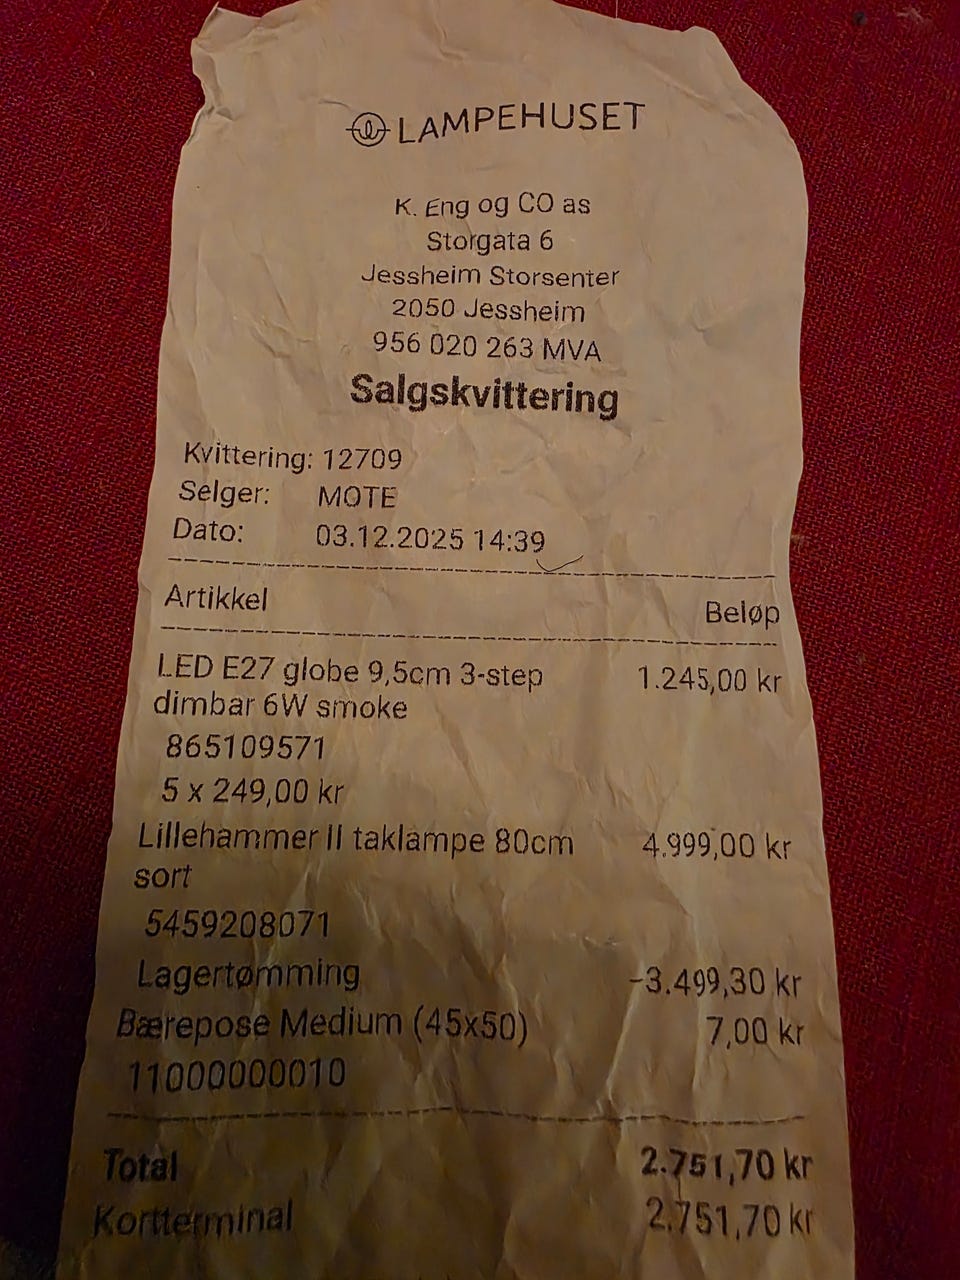 LAMPEHUSET
K. Eng og CO as
Storgata 6
Jessheim Storsenter
2050 Jessheim
956 020 263 MVA
Salgskvittering
Kvittering: 12709
Selger: MOTE
Dato: 03.12.2025 14:39
Artikkel Beløp
LED E27 globe 9,5cm 3-step 1.245,00 kr
dimbar 6W smoke
865109571
5 x 249,00 kr
Lillehammer II taklampe 80cm 4.999,00 kr
sort
5459208071
Lagertømming -3.499,30 kr
Bærepose Medium (45x50) 7,00 kr
11000000010
Total 2.751,70 kr
Kortterminal 2.751,70 kr